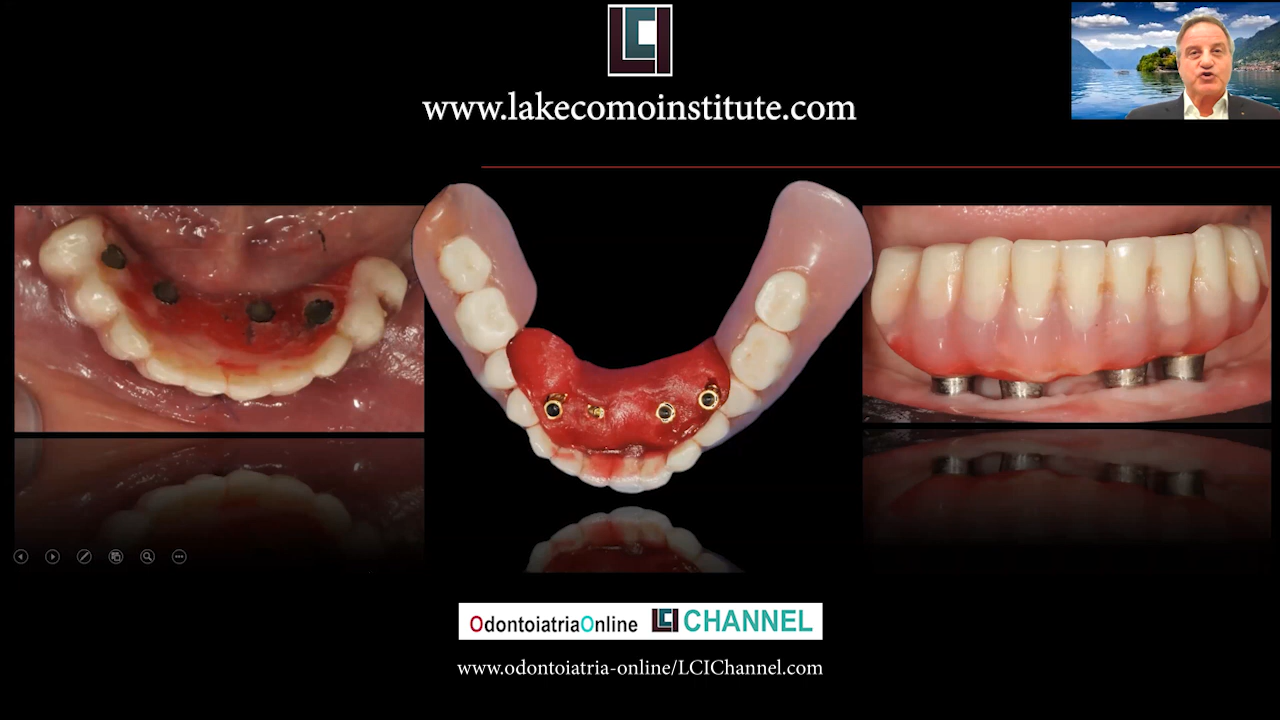 LCI
www.lakecomoinstitute.com
OdontoiatriaOnline LCI CHANNEL
www.odontoiatria-online/LCIChannel.com